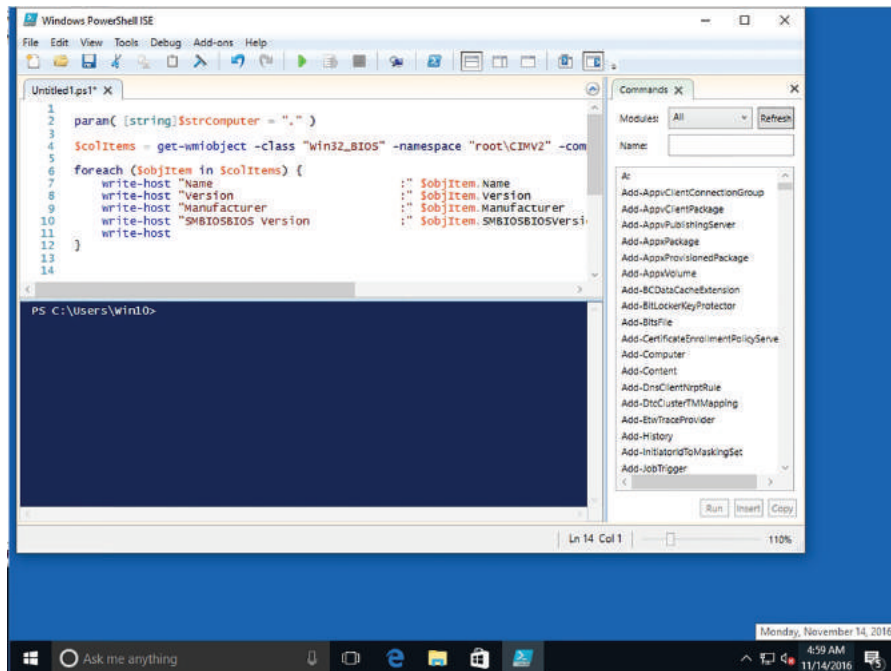 Windows PowerShell ISE
File Edit View Tools Debug Add-ons Help
Untitled1.ps1* X
1
2 param( [string]$strComputer = "." )
3
4 $colItems = get-wmiobject -class "Win32_BIOS" -namespace "root\CIMV2" -com
5
6 foreach ($objItem in $colItems) {
7 write-host "Name :" $objItem.Name
8 write-host "Version :" $objItem.Version
9 write-host "Manufacturer :" $objItem.Manufacturer
10 write-host "SMBIOSBIOS Version :" $objItem.SMBIOSBIOSVersi
11 write-host
12 }
13
14
PS C:\Users\Win10>
Commands X
Modules: All Refresh
Name:
A:
Add-AppvClientConnectionGroup
Add-AppvClientPackage
Add-AppvPublishingServer
Add-AppxPackage
Add-AppxProvisionedPackage
Add-AppxVolume
Add-BCDataCacheExtension
Add-BitLockerKeyProtector
Add-BitsFile
Add-CertificateEnrollmentPolicyServe
Add-Computer
Add-Content
Add-DnsClientNrptRule
Add-DtcClusterTMMapping
Add-EtwTraceProvider
Add-History
Add-InitiatorIdToMaskingSet
Add-JobTrigger
Run Insert Copy
Ln 14 Col 1 110%
Monday, November 14, 2016
Ask me anything
4:59 AM
11/14/2016